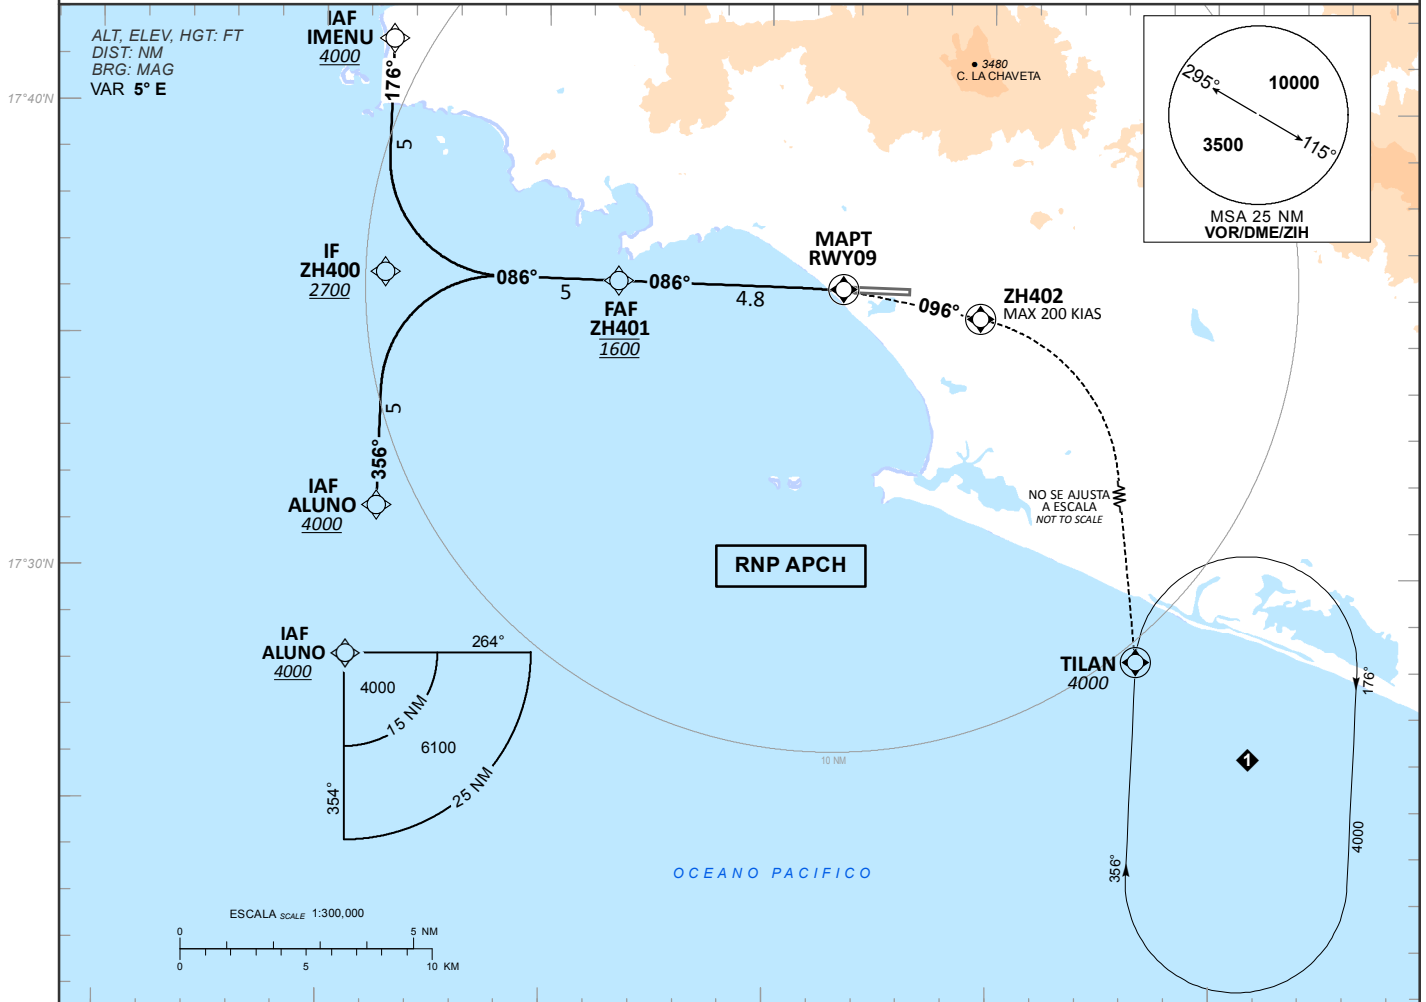 ALT, ELEV, HGT: FT
DIST: NM
BRG: MAG
VAR 5° E
IAF
IMENU
4000
176°
5
17°40'N
• 3480
C. LA CHAVETA
295°
10000
3500
115°
MSA 25 NM
VOR/DME/ZIH
IF
ZH400
2700
086°
5
FAF
ZH401
1600
086°
4.8
MAPT
RWY09
096°
ZH402
MAX 200 KIAS
5
356°
IAF
ALUNO
4000
NO SE AJUSTA
A ESCALA
NOT TO SCALE
RNP APCH
17°30'N
IAF
ALUNO
4000
264°
4000
15 NM
6100
25 NM
354°
TILAN
4000
176°
10 NM
1
4000
356°
OCEANO PACIFICO
ESCALA SCALE 1:300,000
0 5 NM
0 5 10 KM